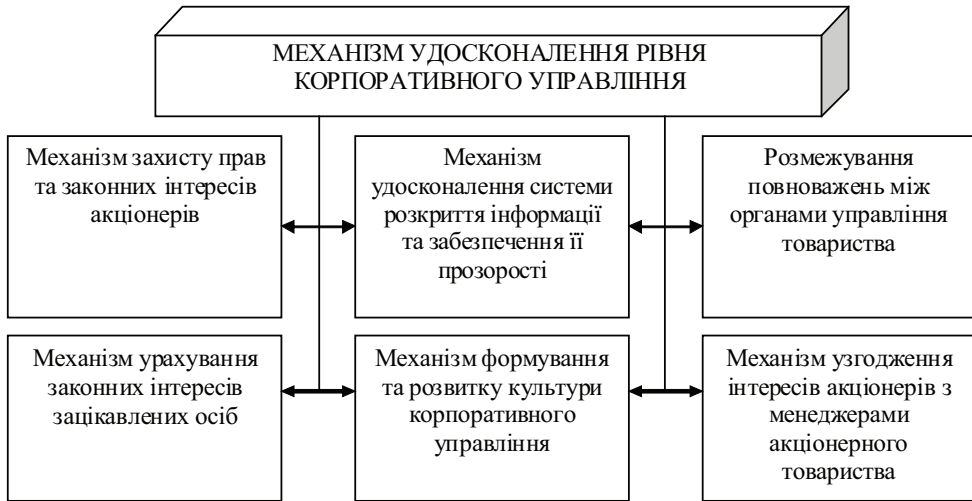 МЕХАНІЗМ УДОСКОНАЛЕННЯ РІВНЯ
КОРПОРАТИВНОГО УПРАВЛІННЯ
Механізм захисту прав
та законних інтересів
акціонерів
Механізм
удосконалення системи
розкриття інформації
та забезпечення її
прозорості
Розмежування
повноважень між
органами управління
товариства
Механізм урахування
законних інтересів
зацікавлених осіб
Механізм формування
та розвитку культури
корпоративного
управління
Механізм узгодження
інтересів акціонерів з
менеджерами
акціонерного
товариства